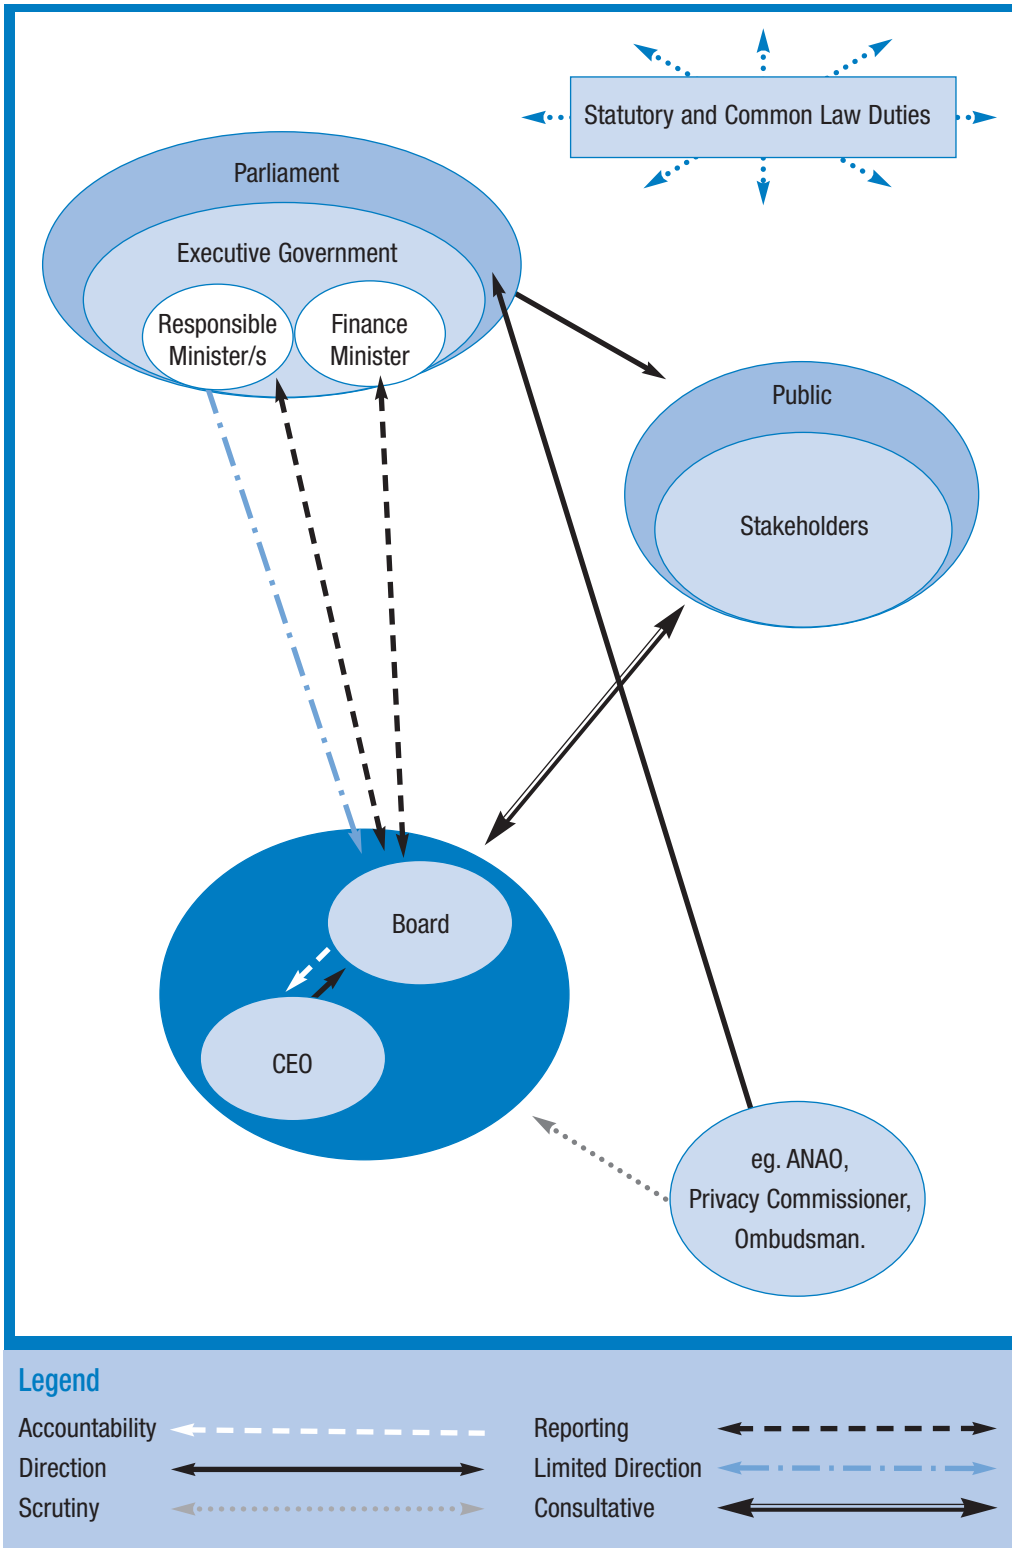 Statutory and Common Law Duties
Parliament
Executive Government
Responsible
Minister/s
Finance
Minister
Public
Stakeholders
Board
CEO
eg. ANAO,
Privacy Commissioner,
Ombudsman.
Legend
Accountability
Direction
Scrutiny
Reporting
Limited Direction
Consultative